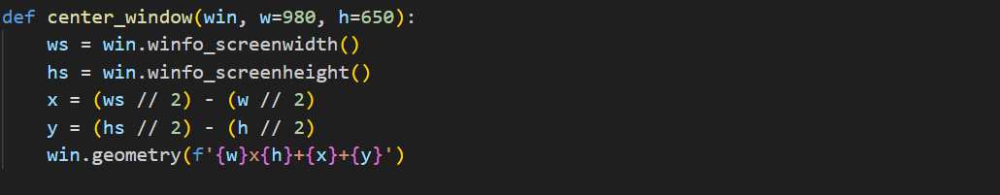 def center_window(win, w=980, h=650):
    ws = win.winfo_screenwidth()
    hs = win.winfo_screenheight()
    x = (ws // 2) - (w // 2)
    y = (hs // 2) - (h // 2)
    win.geometry(f'{w}x{h}+{x}+{y}')